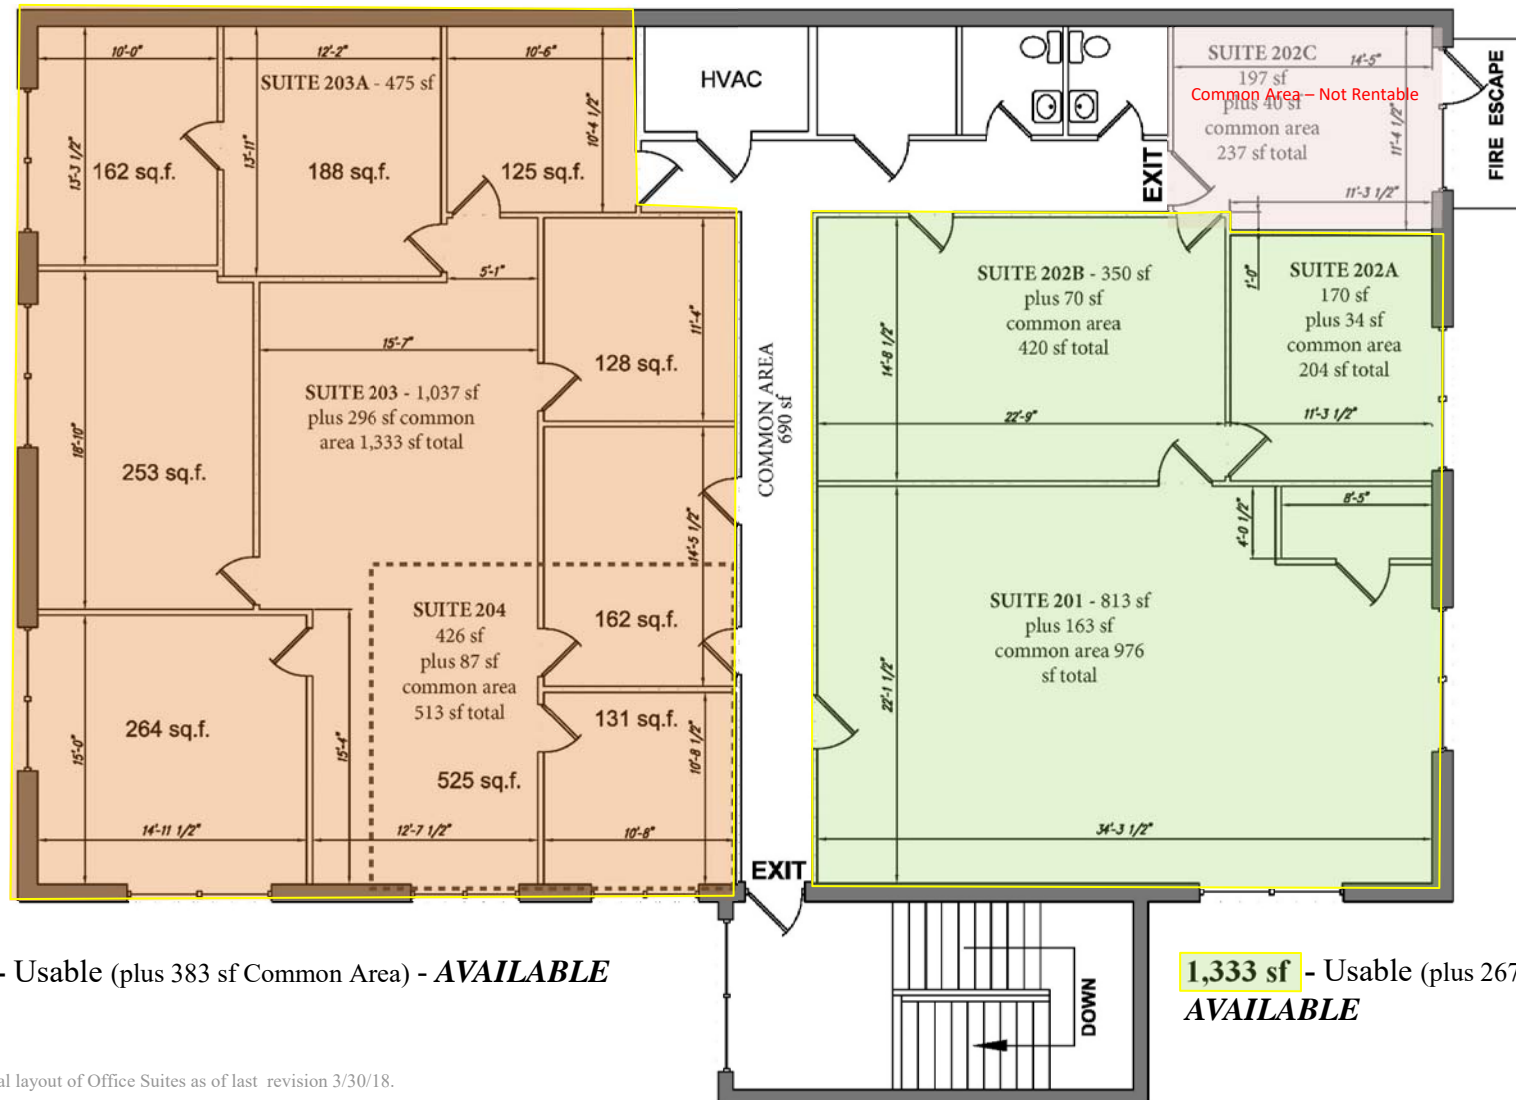 10'-0"
12'-2"
10'-6"
SUITE 203A - 475 sf
13'-3 1/2"
13'-11"
10'-4 1/2"
162 sq.f.
188 sq.f.
125 sq.f.
HVAC
SUITE 202C
14'-5"
197 sf
Common Area – Not Rentable
plus 40 sf
common area
237 sf total
11'-4 1/2"
11'-3 1/2"
EXIT
FIRE ESCAPE
5'-1"
15'-7"
11'-4"
128 sq.f.
SUITE 203 - 1,037 sf
plus 296 sf common
area 1,333 sf total
18'-10"
253 sq.f.
COMMON AREA
690 sf
SUITE 202B - 350 sf
plus 70 sf
common area
420 sf total
14'-8 1/2"
22'-9"
1'-0"
SUITE 202A
170 sf
plus 34 sf
common area
204 sf total
11'-3 1/2"
8'-5"
4'-0 1/2"
14'-5 1/2"
162 sq.f.
SUITE 204
426 sf
plus 87 sf
common area
513 sf total
SUITE 201 - 813 sf
plus 163 sf
common area 976
sf total
22'-1 1/2"
34'-3 1/2"
264 sq.f.
15'-0"
15'-4"
131 sq.f.
10'-8 1/2"
525 sq.f.
14'-11 1/2"
12'-7 1/2"
10'-8"
EXIT
DOWN
- Usable (plus 383 sf Common Area) - AVAILABLE
1,333 sf - Usable (plus 267
AVAILABLE
al layout of Office Suites as of last revision 3/30/18.